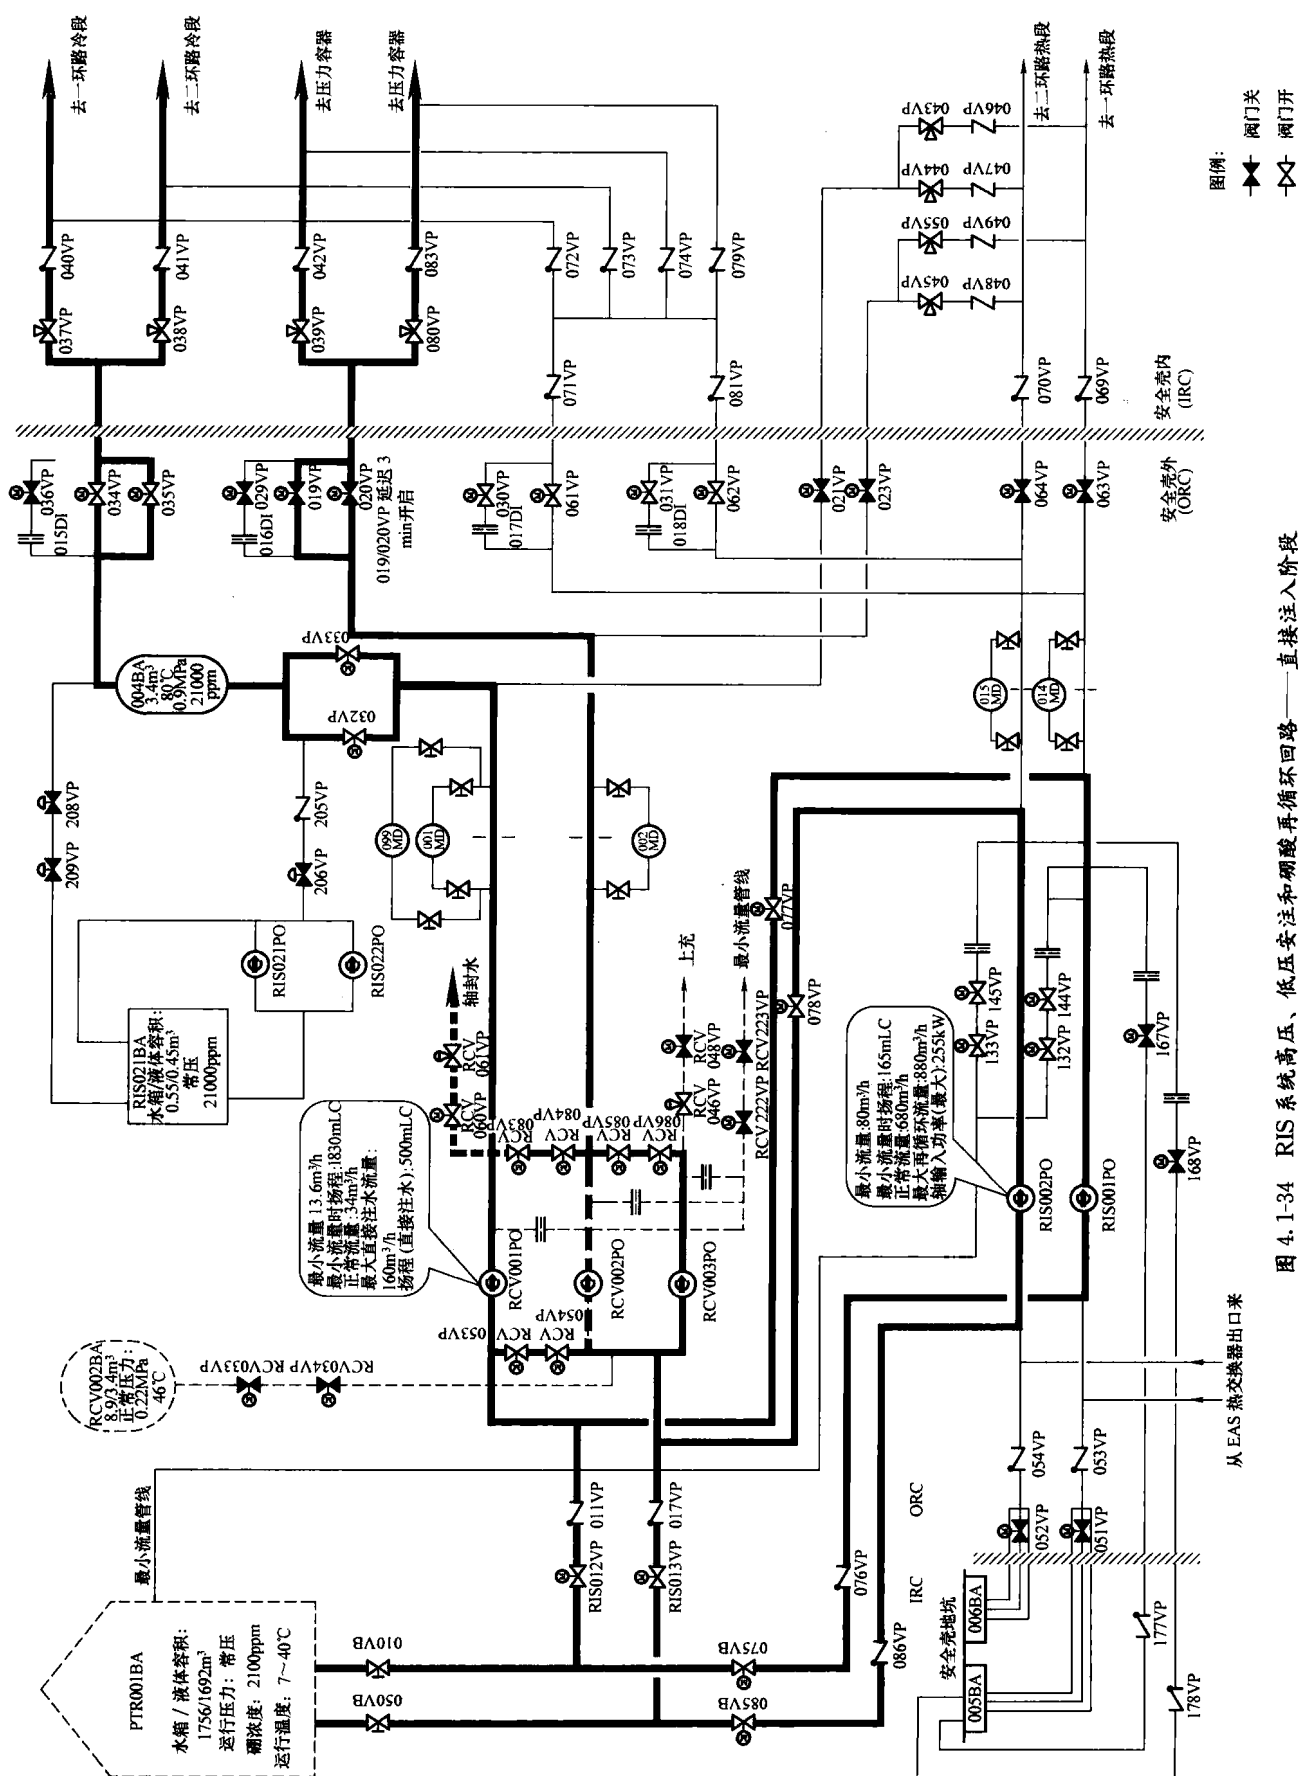 去一环路冷段
去二环路冷段
去压力容器
去压力容器
040VP
041VP
042VP
083VP
037VP
038VP
039VP
080VP
072VP
073VP
074VP
079VP
071VP
081VP
043VP
046VP
044VP
047VP
055VP
049VP
045VP
048VP
去二环路热段
去一环路热段
070VP
069VP
安全壳内
(IRC)
安全壳外
(ORC)
图例：
阀门关
阀门开
036VP
015DI
034VP
035VP
029VP
016DI
019VP
020VP 延迟 3
019/020VP
min开启
030VP
017DI
061VP
031VP
018DI
062VP
021VP
023VP
064VP
063VP
004BA
3.4m³
80℃
0.9MPa
21000
ppm
033VP
032VP
208VP
209VP
205VP
206VP
RIS021PO
RIS022PO
RIS021BA
水箱/液体容积:
0.55/0.45m³
常压
21000ppm
099
MD
001
MD
002
MD
015
MD
014
MD
轴封水
RCV
061VP
RCV
060VP
RCV
083VP
RCV
084VP
RCV
085VP
RCV
086VP
上充
RCV
048VP
RCV
046VP
最小流量管线
RCV223VP
RCV222VP
077VP
078VP
最小流量 13.6m³/h
最小流量时扬程:1830mLC
正常流量:34m³/h
最大直接注水流量:
160m³/h
扬程 (直接注水):500mLC
RCV001PO
RCV002PO
RCV003PO
RCV
053VP
RCV
054VP
最小流量:80m³/h
最小流量时扬程:165mLC
正常流量:680m³/h
最大再循环流量:880m³/h
轴输入功率(最大):255kW
RIS002PO
RIS001PO
145VP
133VP
144VP
132VP
167VP
168VP
RCV002BA
8.9/3.4m³
正常压力:
0.22MPa
46℃
RCV033VP
RCV034VP
最小流量管线
PTR001BA
水箱 / 液体容积:
1756/1692m³
运行压力: 常压
硼浓度: 2100ppm
运行温度: 7～40℃
010VB
050VB
RIS012VP
011VP
RIS013VP
017VP
075VB
085VB
076VP
086VP
ORC
IRC
安全壳地坑
005BA
006BA
054VP
053VP
052VP
051VP
177VP
178VP
从 EAS 热交换器出口来
图 4.1-34 RIS 系统高压、低压安注和硼酸再循环回路——直接注入阶段